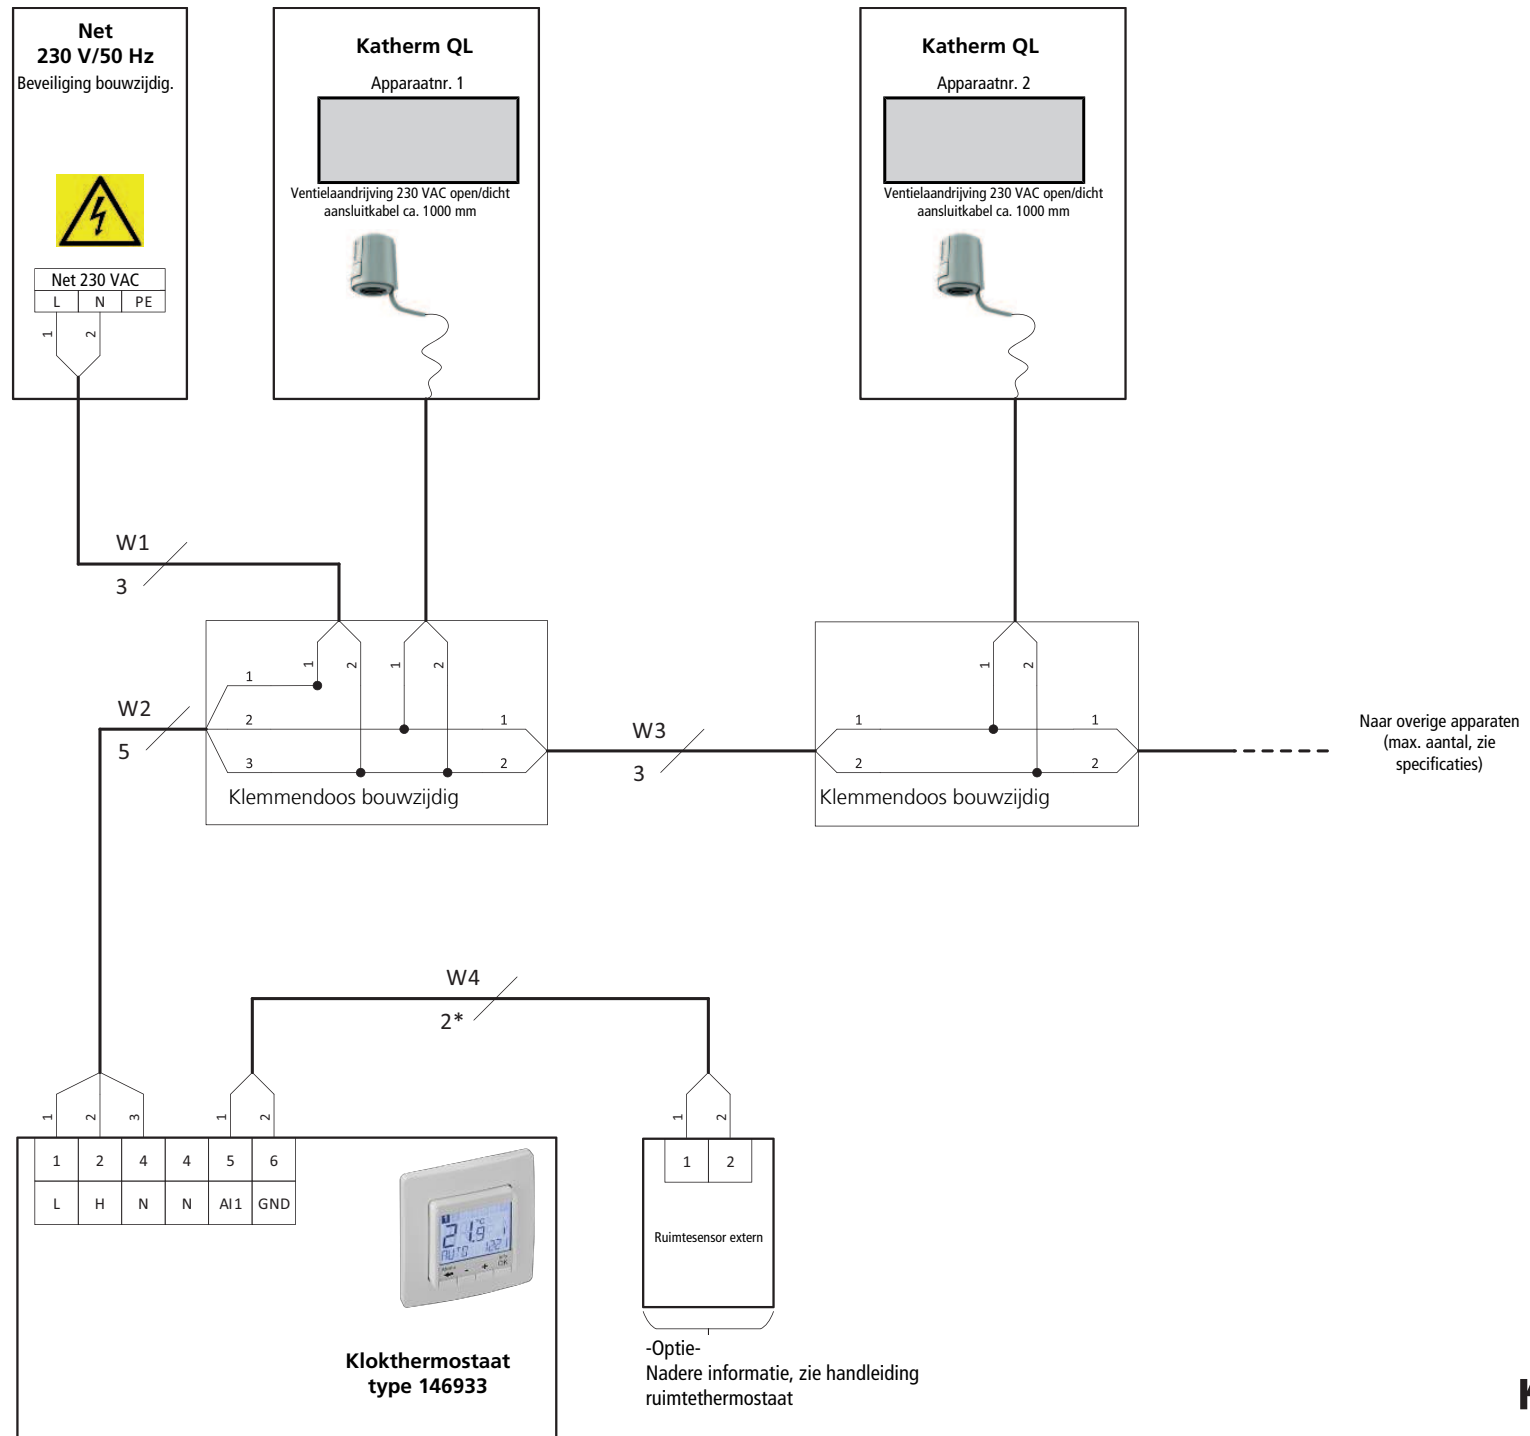 Net
230 V/50 Hz
Beveiliging bouwzijdig.
Net 230 VAC
L N PE
1 2
Katherm QL
Apparaatnr. 1
Ventielaandrijving 230 VAC open/dicht
aansluitkabel ca. 1000 mm
Katherm QL
Apparaatnr. 2
Ventielaandrijving 230 VAC open/dicht
aansluitkabel ca. 1000 mm
W1
3
W2
5
1 2 1 2
1
2 1
3 2
Klemmendoos bouwzijdig
W3
3
1 2
1 1
2 2
Klemmendoos bouwzijdig
Naar overige apparaten
(max. aantal, zie
specificaties)
W4
2*
1 2 3 1 2
1 2 4 4 5 6
L H N N AI1 GND
21.9 °C
AUTO
OK
Klokthermostaat
type 146933
1 2
1 2
Ruimtesensor extern
-Optie-
Nadere informatie, zie handleiding
ruimtethermostaat